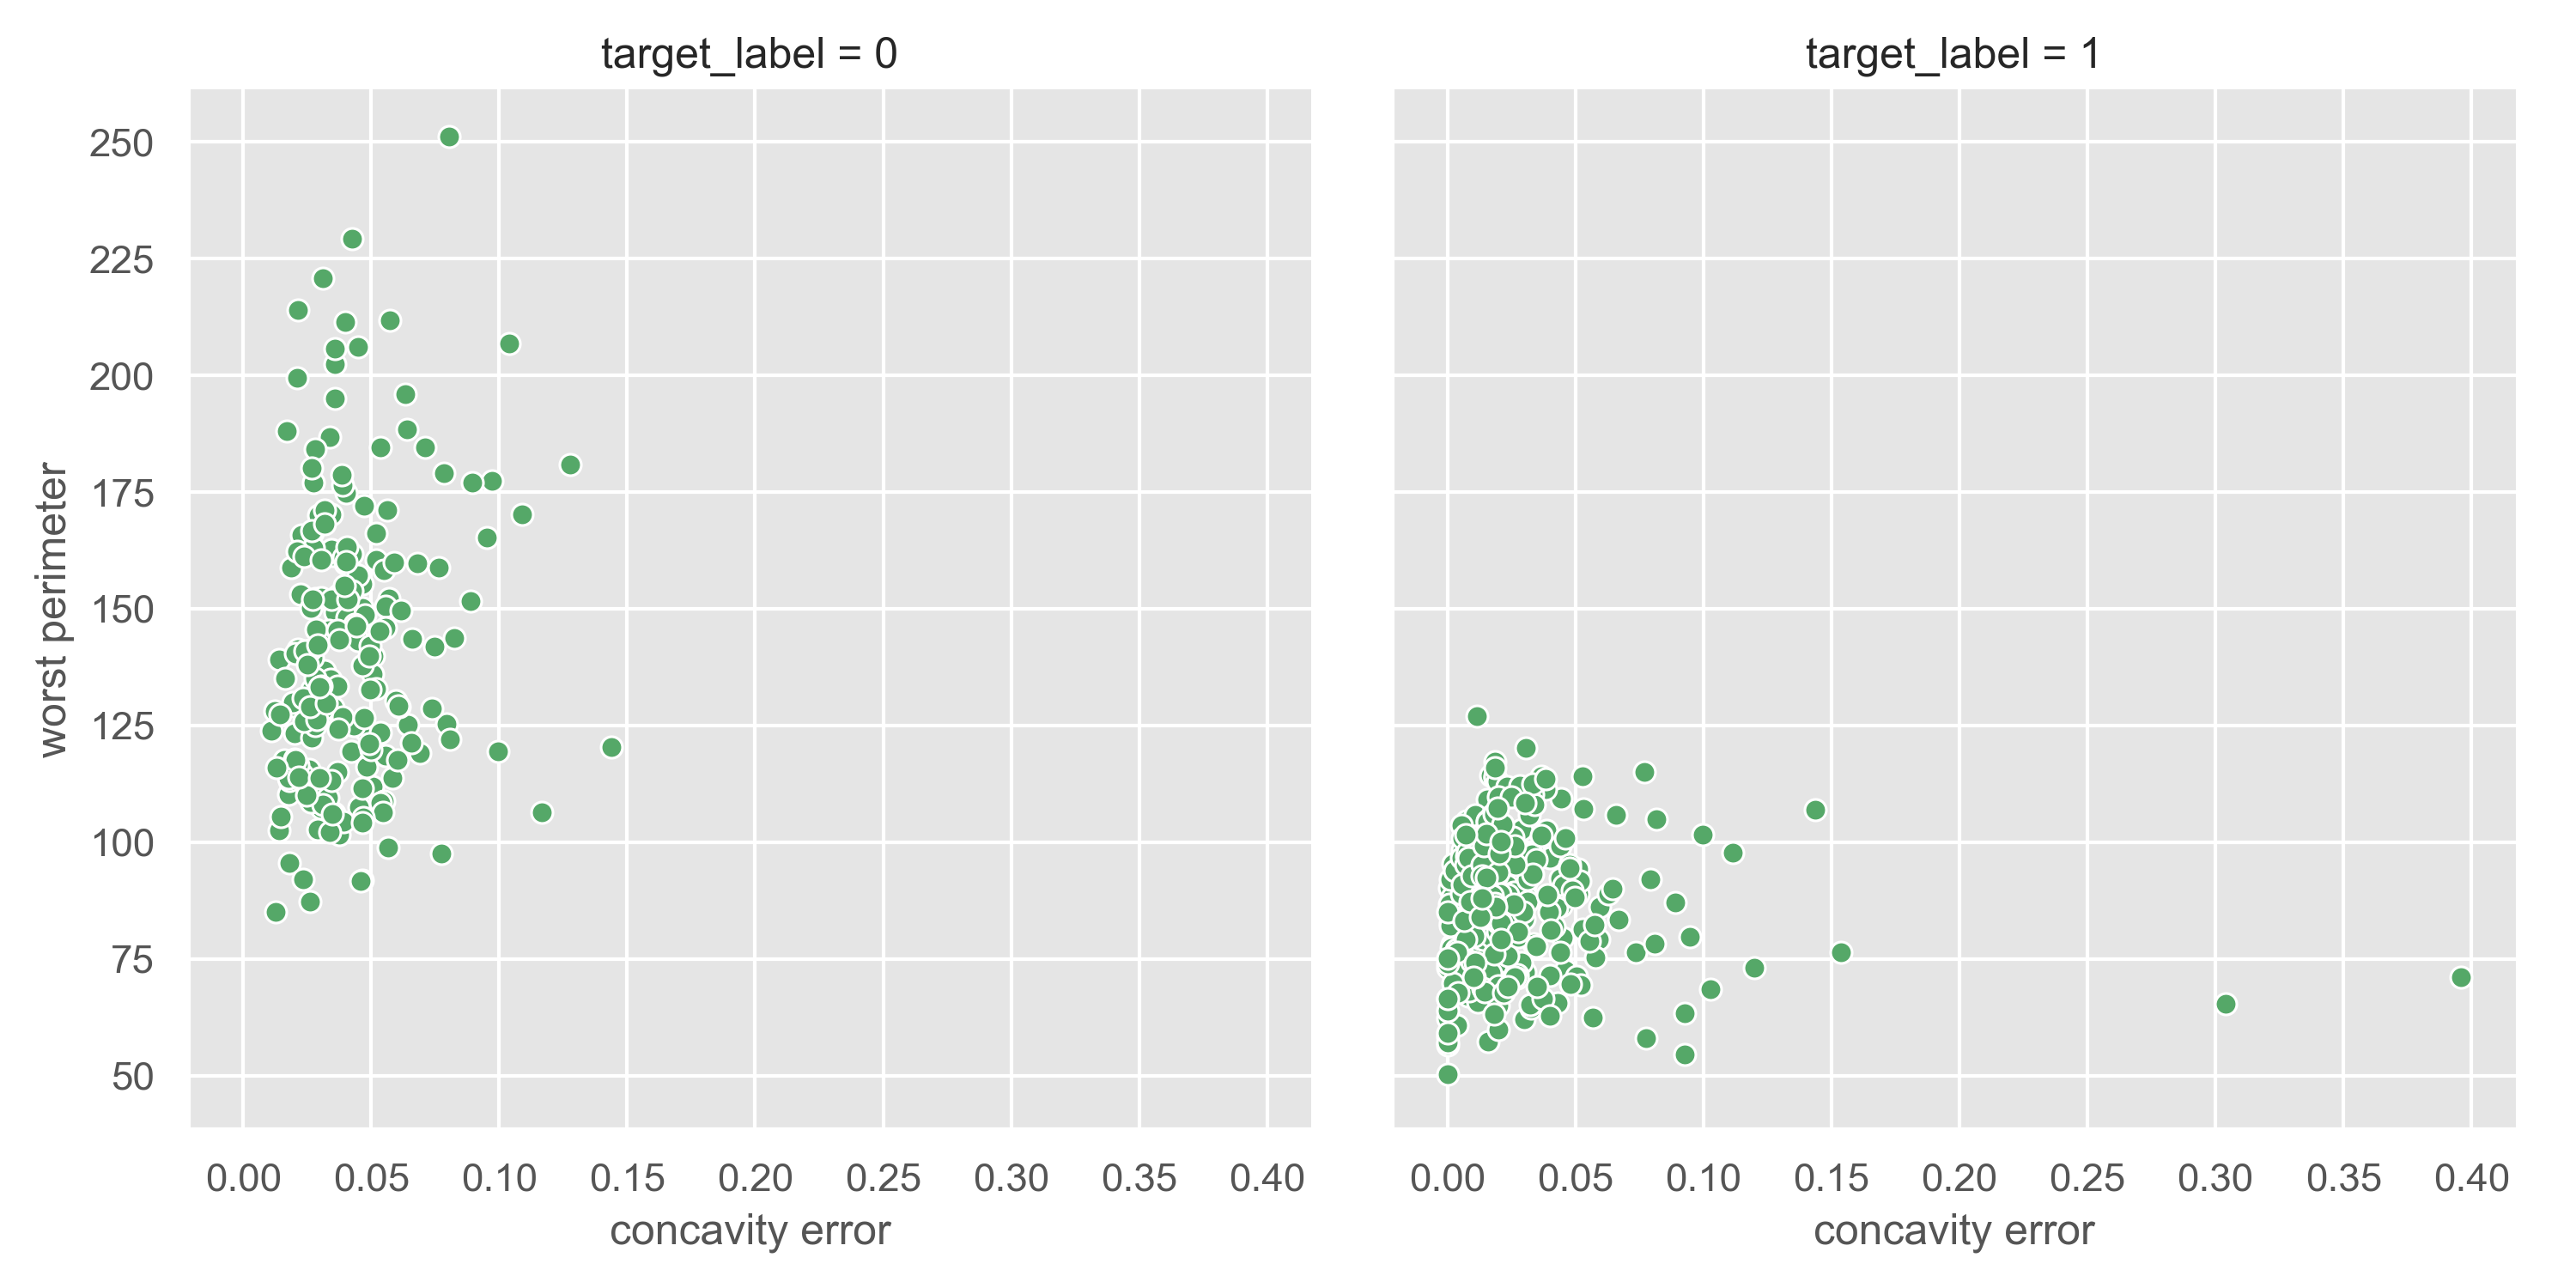 target_label = 0
target_label = 1
250
225
200
175
150
125
100
75
50
worst perimeter
0.00 0.05 0.10 0.15 0.20 0.25 0.30 0.35 0.40
0.00 0.05 0.10 0.15 0.20 0.25 0.30 0.35 0.40
concavity error
concavity error